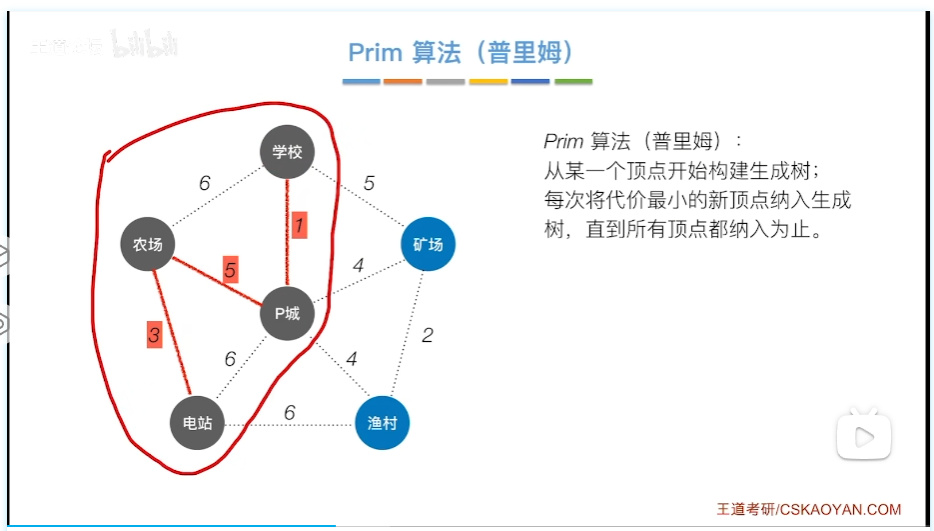 bilibili
Prim 算法（普里姆）
学校
6
5
1
农场
矿场
5
4
P城
3
6
4
2
电站
6
渔村
Prim 算法（普里姆）：
从某一个顶点开始构建生成树；
每次将代价最小的新顶点纳入生成
树，直到所有顶点都纳入为止。
王道考研/CSKAOYAN.COM